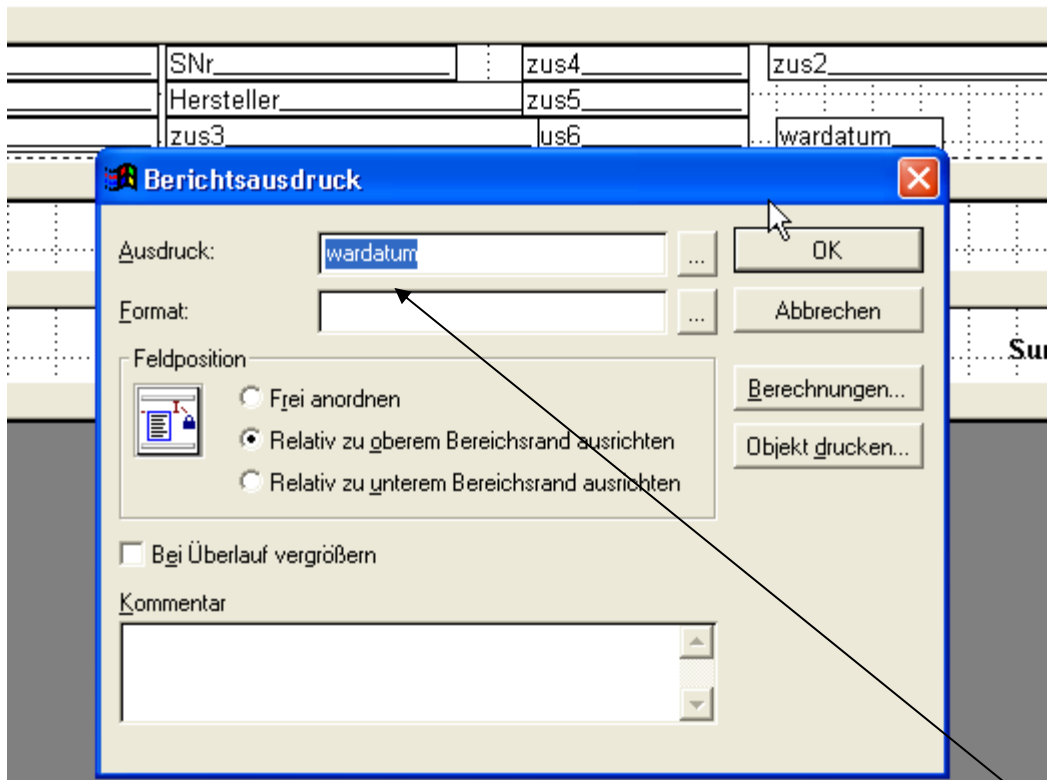 SNr zus4 zus2
Hersteller zus5
zus3 us6 wardatum
Berichtsausdruck
Ausdruck: wardatum ... OK
Format: ... Abbrechen
Feldposition
Frei anordnen
Relativ zu oberem Bereichsrand ausrichten
Relativ zu unterem Bereichsrand ausrichten
Berechnungen...
Objekt drucken...
Sur
Bei Überlauf vergrößern
Kommentar